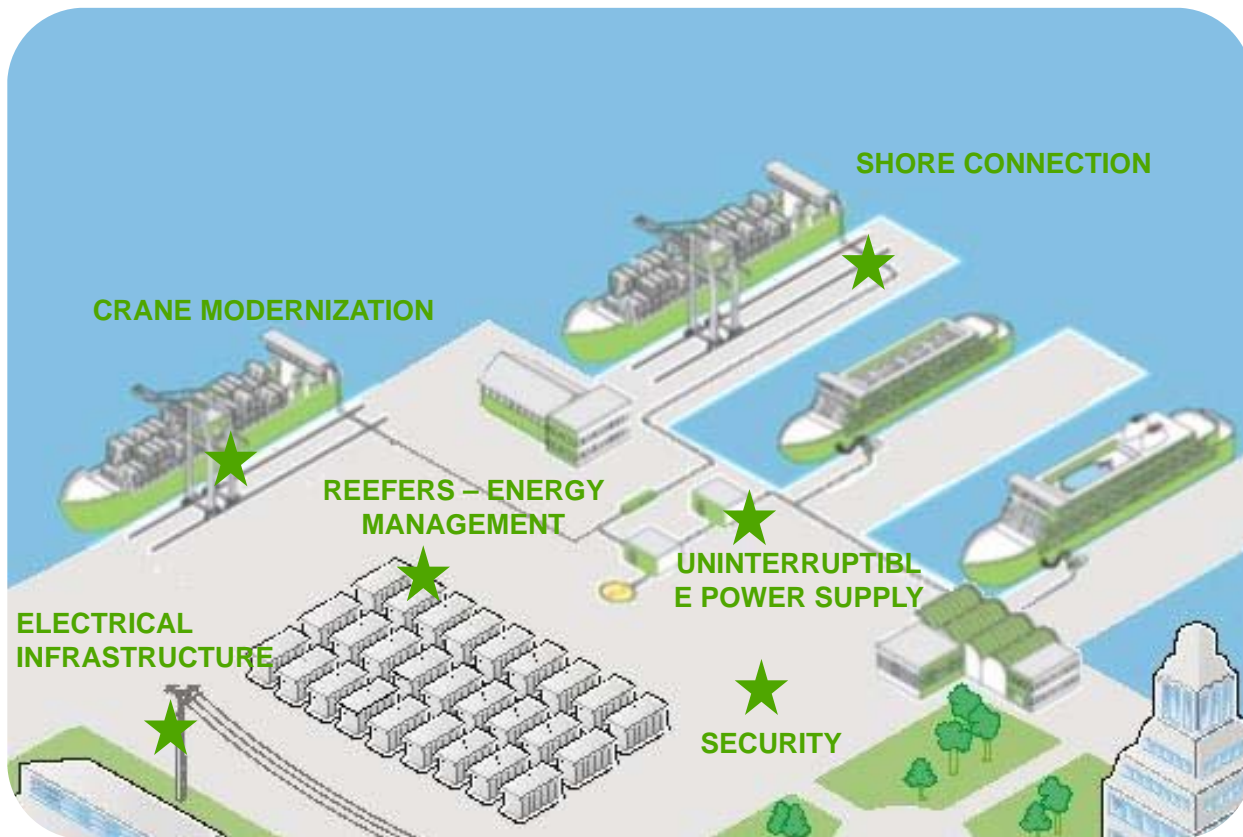 SHORE CONNECTION
CRANE MODERNIZATION
REEFERS – ENERGY
MANAGEMENT
UNINTERRUPTIBL
E POWER SUPPLY
ELECTRICAL
INFRASTRUCTURE
SECURITY